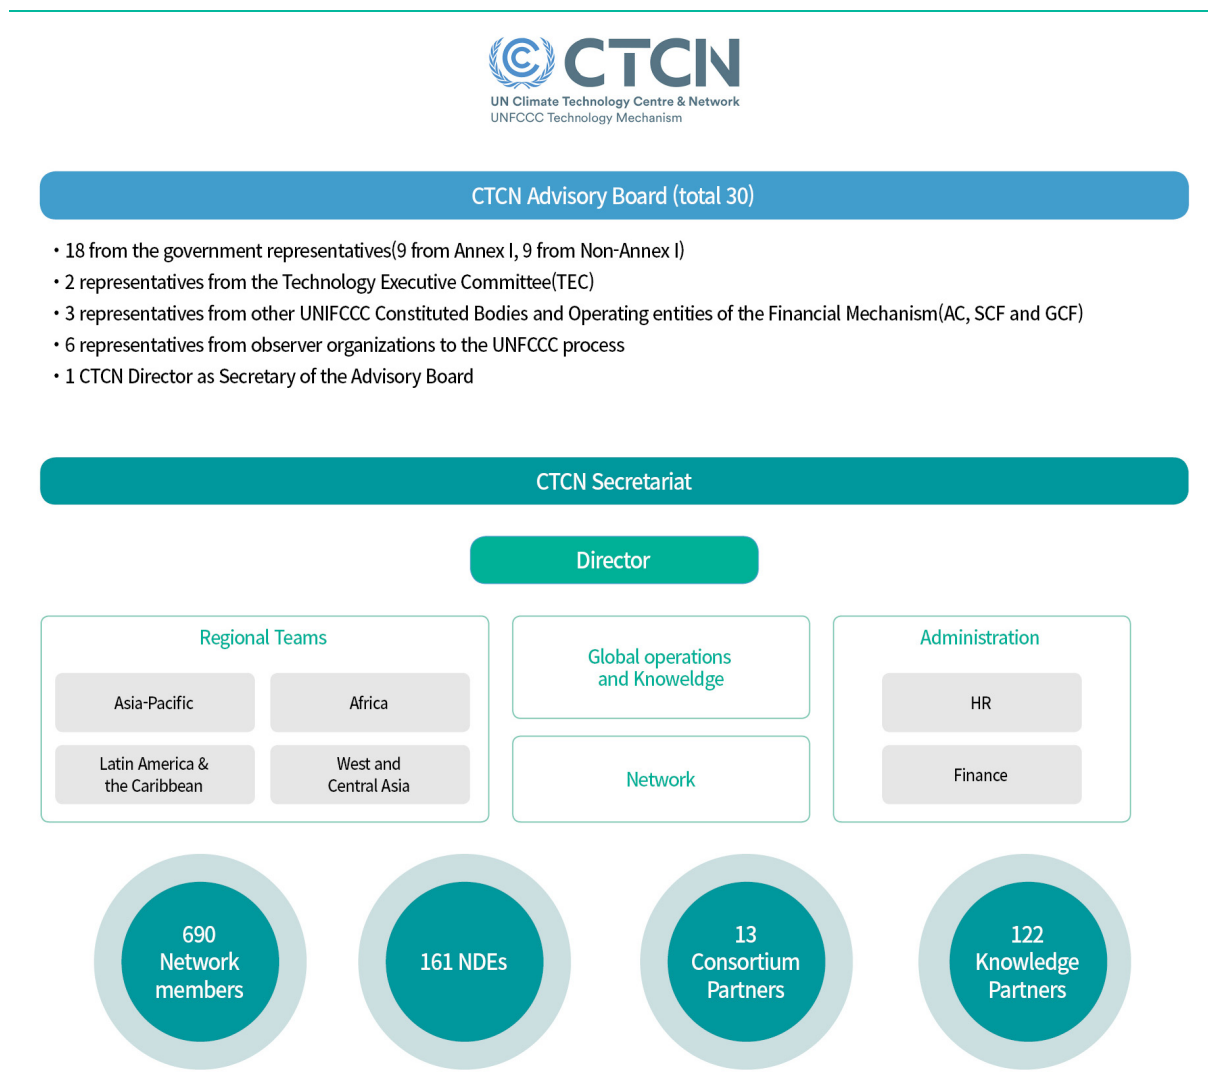 CTCN
UN Climate Technology Centre & Network
UNFCCC Technology Mechanism
CTCN Advisory Board (total 30)
• 18 from the government representatives(9 from Annex I, 9 from Non-Annex I)
• 2 representatives from the Technology Executive Committee(TEC)
• 3 representatives from other UNIFCCC Constituted Bodies and Operating entities of the Financial Mechanism(AC, SCF and GCF)
• 6 representatives from observer organizations to the UNFCCC process
• 1 CTCN Director as Secretary of the Advisory Board
CTCN Secretariat
Director
Regional Teams
Asia-Pacific
Africa
Latin America &
the Caribbean
West and
Central Asia
Global operations
and Knoweldge
Network
Administration
HR
Finance
690
Network
members
161 NDEs
13
Consortium
Partners
122
Knowledge
Partners